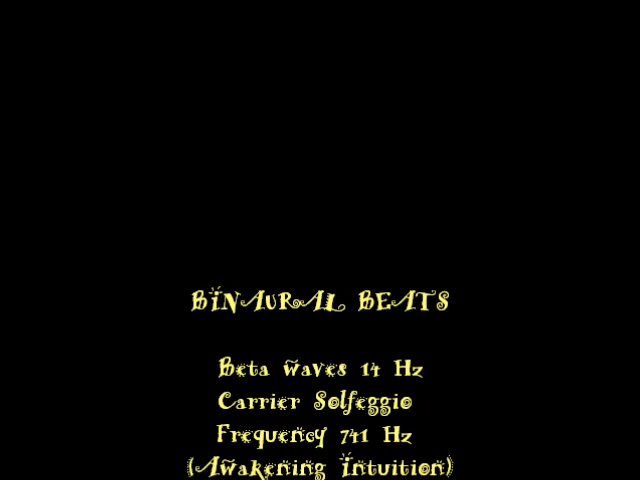 BINAURAL BEATS
Beta waves 14 Hz
Carrier Solfeggio
Frequency 741 Hz
(Awakening Intuition)